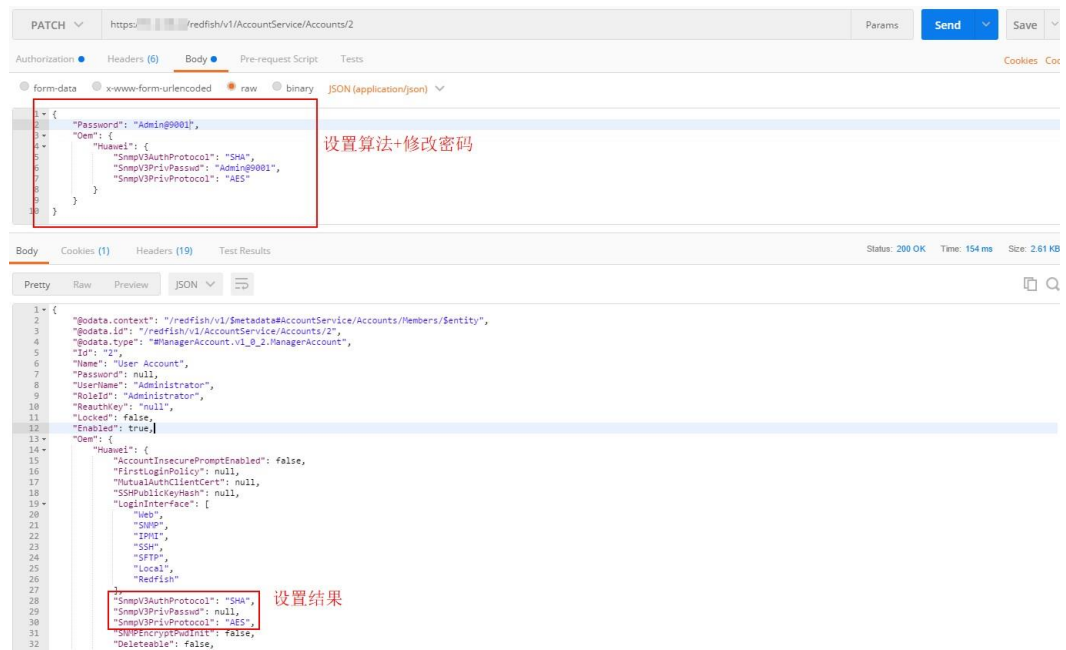 PATCH https:/ /redfish/v1/AccountService/Accounts/2 Params Send Save
Authorization Headers (6) Body Pre-request Script Tests Cookies
form-data x-www-form-urlencoded raw binary JSON (application/json)
1 {
2 "Password": "Admin@9001",
3 "Oem": {
4 "Huawei": {
5 "SnmpV3AuthProtocol": "SHA",
6 "SnmpV3PrivPasswd": "Admin@9001",
7 "SnmpV3PrivProtocol": "AES"
8 }
9 }
10 }
设置算法+修改密码
Body Cookies (1) Headers (19) Test Results Status: 200 OK Time: 154 ms Size: 2.61 KB
Pretty Raw Preview JSON
1 {
2 "@odata.context": "/redfish/v1/$metadata#AccountService/Accounts/Members/$entity",
3 "@odata.id": "/redfish/v1/AccountService/Accounts/2",
4 "@odata.type": "#ManagerAccount.v1_0_2.ManagerAccount",
5 "Id": "2",
6 "Name": "User Account",
7 "Password": null,
8 "UserName": "Administrator",
9 "RoleId": "Administrator",
10 "ReauthKey": "null",
11 "Locked": false,
12 "Enabled": true,
13 "Oem": {
14 "Huawei": {
15 "AccountInsecurePromptEnabled": false,
16 "FirstLoginPolicy": null,
17 "MutualAuthClientCert": null,
18 "SSHPublicKeyHash": null,
19 "LoginInterface": [
20 "Web",
21 "SNMP",
22 "IPMI",
23 "SSH",
24 "SFTP",
25 "Local",
26 "Redfish"
27 ],
28 "SnmpV3AuthProtocol": "SHA",
29 "SnmpV3PrivPasswd": null,
30 "SnmpV3PrivProtocol": "AES",
31 "SNMPEncryptPwdInit": false,
32 "Deleteable": false,
设置结果